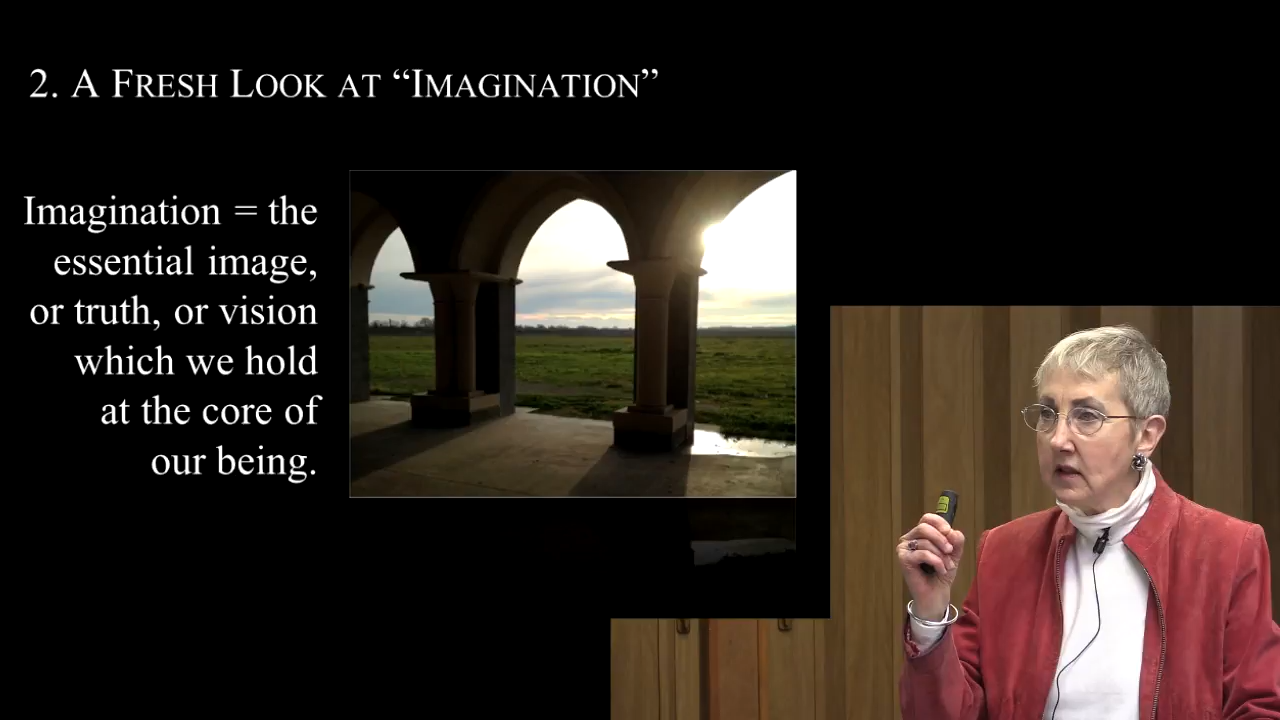 2. A FRESH LOOK AT “IMAGINATION”
Imagination = the
essential image,
or truth, or vision
which we hold
at the core of
our being.